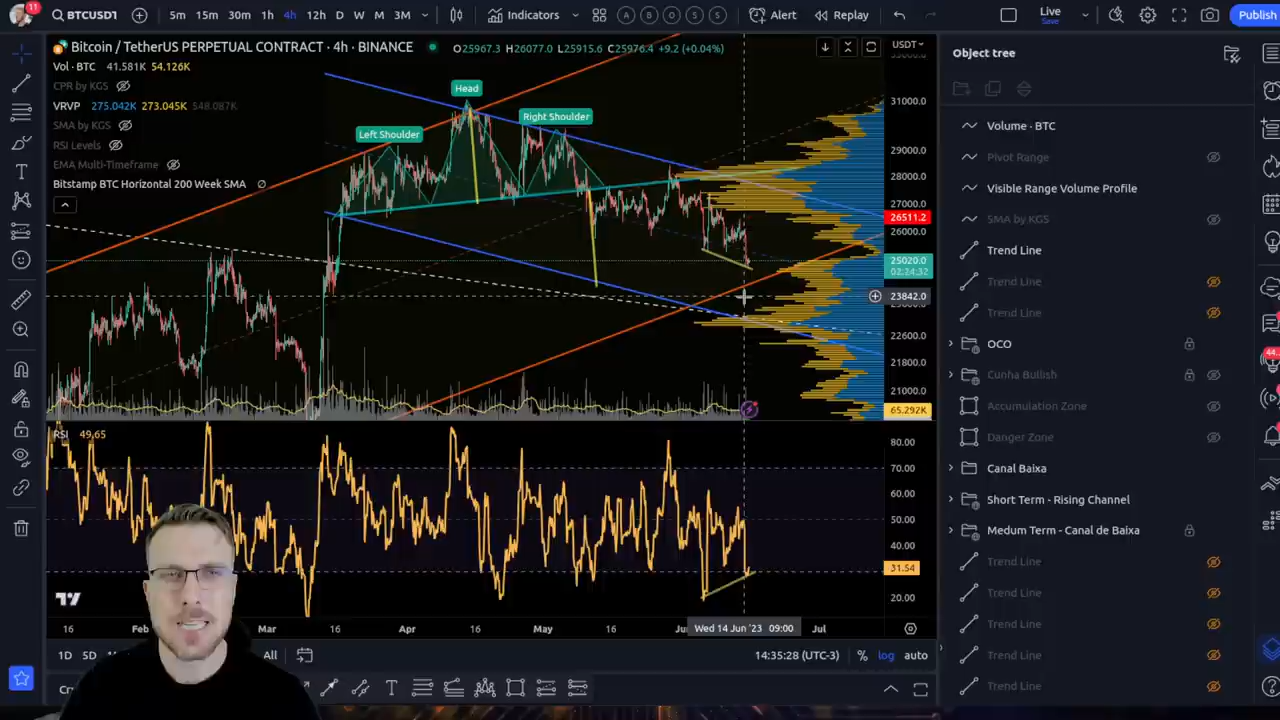 11
BTCUSDT
5m 15m 30m 1h 4h 12h D W M 3M
Indicators
A B O S S
Alert
Replay
Live
Save
Publish
Bitcoin / TetherUS PERPETUAL CONTRACT · 4h · BINANCE
O25967.3 H26077.0 L25915.6 C25976.4 +9.2 (+0.04%)
USDT
Vol · BTC 41.581K 54.126K
CPR by KGS
VRVP 275.042K 273.045K 548.087K
SMA by KGS
RSI Levels
EMA Multi-Timeframe
Bitstamp BTC Horizontal 200 Week SMA
Head
Left Shoulder
Right Shoulder
31000.0
29000.0
28000.0
27000.0
26511.2
26000.0
25020.0
02:24:32
23842.0
22600.0
21800.0
21000.0
65.292K
RSI 49.65
80.00
70.00
60.00
50.00
40.00
31.54
20.00
16 Feb 16 Mar 16 Apr 16 May 16 Wed 14 Jun '23 09:00 Jul
1D 5D All
14:35:28 (UTC-3) % log auto
Object tree
Volume · BTC
Pivot Range
Visible Range Volume Profile
SMA by KGS
Trend Line
Trend Line
Trend Line
OCO
Cunha Bullish
Accumulation Zone
Danger Zone
Canal Baixa
Short Term - Rising Channel
Medum Term - Canal de Baixa
Trend Line
Trend Line
Trend Line
Trend Line
Trend Line